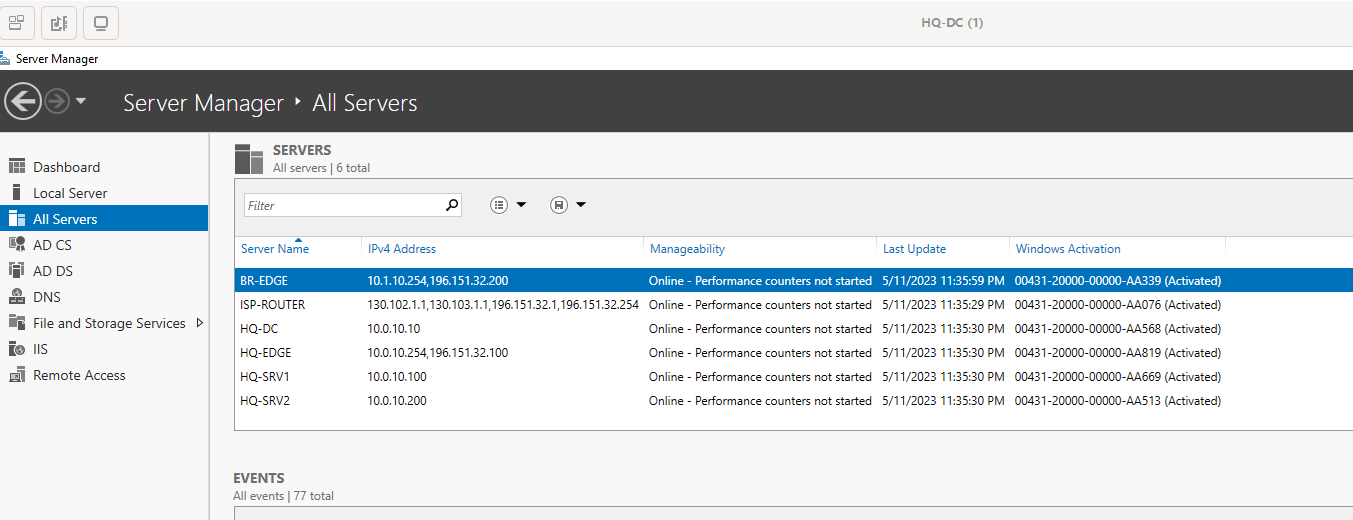 HQ-DC (1)
Server Manager
Server Manager All Servers
Dashboard
Local Server
All Servers
AD CS
AD DS
DNS
File and Storage Services
IIS
Remote Access
SERVERS
All servers | 6 total
Filter
Server Name IPv4 Address Manageability Last Update Windows Activation
BR-EDGE 10.1.10.254,196.151.32.200 Online - Performance counters not started 5/11/2023 11:35:59 PM 00431-20000-00000-AA339 (Activated)
ISP-ROUTER 130.102.1.1,130.103.1.1,196.151.32.1,196.151.32.254 Online - Performance counters not started 5/11/2023 11:35:29 PM 00431-20000-00000-AA076 (Activated)
HQ-DC 10.0.10.10 Online - Performance counters not started 5/11/2023 11:35:30 PM 00431-20000-00000-AA568 (Activated)
HQ-EDGE 10.0.10.254,196.151.32.100 Online - Performance counters not started 5/11/2023 11:35:30 PM 00431-20000-00000-AA819 (Activated)
HQ-SRV1 10.0.10.100 Online - Performance counters not started 5/11/2023 11:35:30 PM 00431-20000-00000-AA669 (Activated)
HQ-SRV2 10.0.10.200 Online - Performance counters not started 5/11/2023 11:35:30 PM 00431-20000-00000-AA513 (Activated)
EVENTS
All events | 77 total